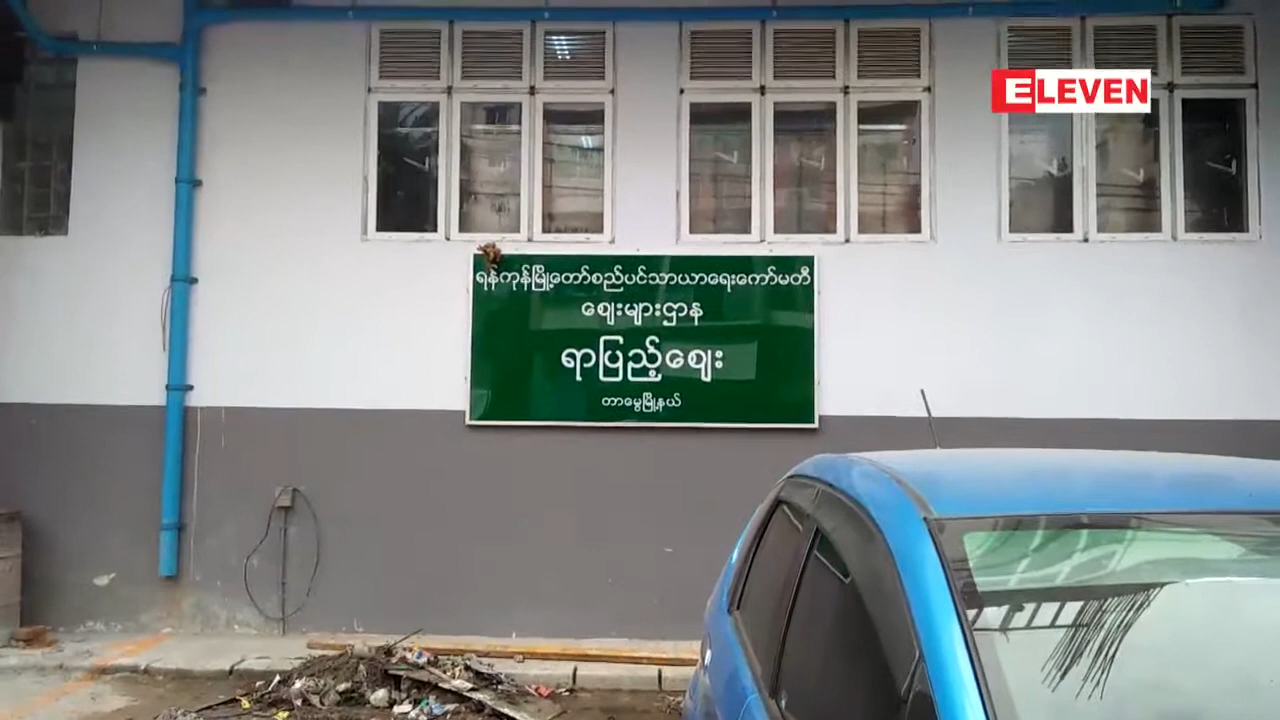 ELEVEN
ရန်ကုန်မြို့တော်စည်ပင်သာယာရေးကော်မတီ
ဈေးများဌာန
ရာပြည့်ဈေး
တာမွေမြို့နယ်